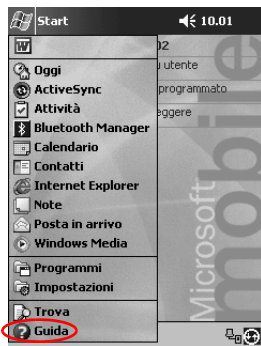 Start 10.01
02
utente
Oggi
programmato
ActiveSync
Attività
eggere
Bluetooth Manager
Calendario
Contatti
Internet Explorer
Note
Posta in arrivo
Windows Media
Programmi
Impostazioni
Trova
Guida
Microsoft
mobile